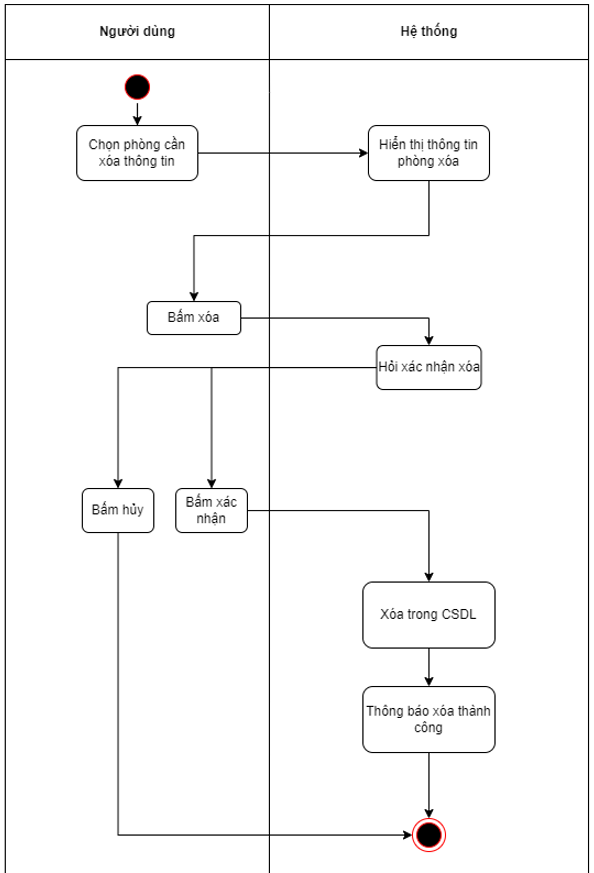 Người dùng
Hệ thống
Chọn phòng cần
xóa thông tin
Hiển thị thông tin
phòng xóa
Bấm xóa
Hỏi xác nhận xóa
Bấm hủy
Bấm xác
nhận
Xóa trong CSDL
Thông báo xóa thành
công